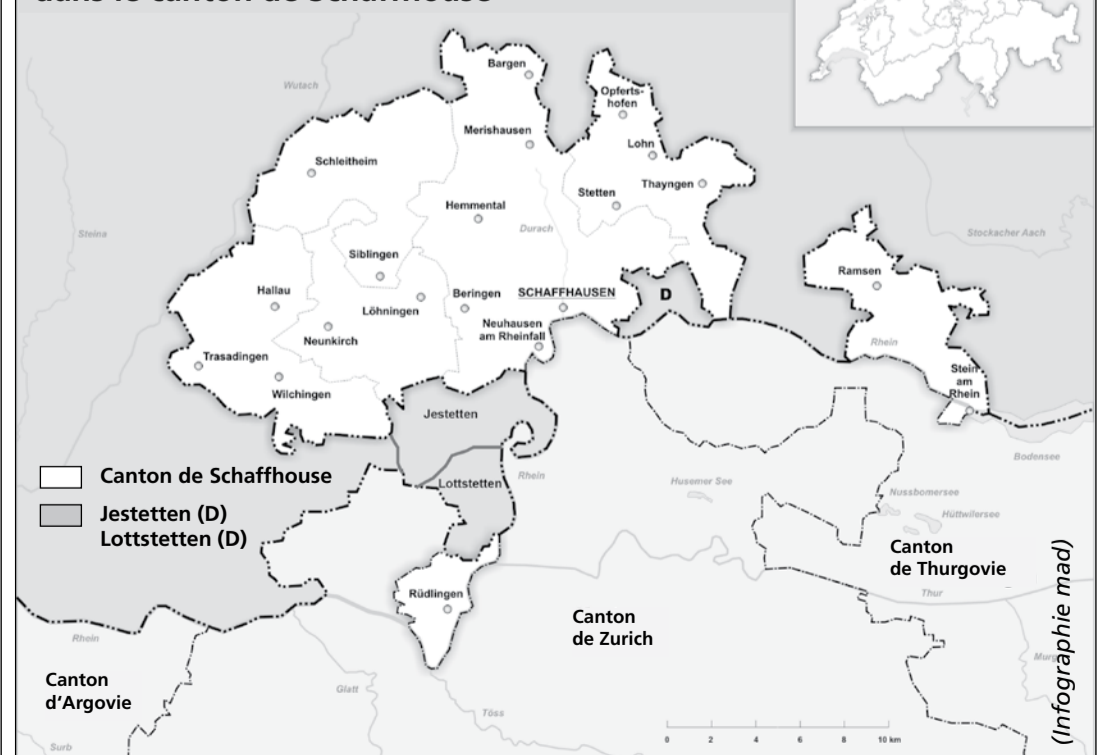 dans le canton de Schaffhouse
Bargen
Wutach
Opferts-
hofen
Merishausen
Lohn
Schleitheim
Thayngen
Stetten
Hemmental
Durach
Steina
Stockacher Aach
Siblingen
Ramsen
Hallau
Beringen
SCHAFFHAUSEN
D
Löhningen
Neuhausen
am Rheinfall
Neunkirch
Rhein
Trasadingen
Stein
am
Rhein
Wilchingen
Jestetten
Bodensee
Canton de Schaffhouse
Lottstetten
Rhein
Husemer See
Nussbomersee
Jestetten (D)
Lottstetten (D)
Hüttwilersee
Canton
de Thurgovie
Rüdlingen
Thur
Canton
de Zurich
Rhein
Canton
d'Argovie
Murg
Glatt
Töss
Surb
0 2 4 6 8 10 km
(Infographie mad)